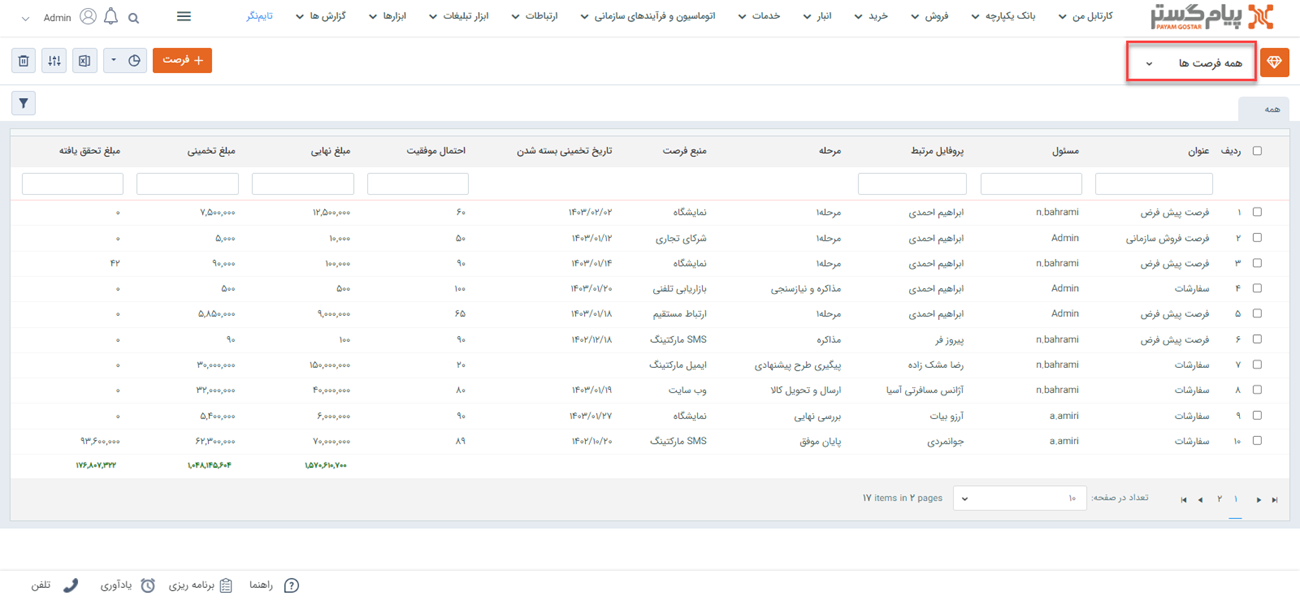 پیام گستر PAYAM GOSTAR کارتابل من بانک یکپارچه فروش خرید انبار خدمات اتوماسیون و فرآیندهای سازمانی ارتباطات ابزار تبلیغات ابزارها گزارش ها تایم‌نگر Admin
همه فرصت ها + فرصت
همه
ردیف عنوان مسئول پروفایل مرتبط مرحله منبع فرصت تاریخ تخمینی بسته شدن احتمال موفقیت مبلغ نهایی مبلغ تخمینی مبلغ تحقق یافته
۱ فرصت پیش فرض n.bahrami ابراهیم احمدی مرحله۱ نمایشگاه ۱۴۰۳/۰۲/۰۲ ۶۰ ۱۲,۵۰۰,۰۰۰ ۷,۵۰۰,۰۰۰ ۰
۲ فرصت فروش سازمانی Admin ابراهیم احمدی مرحله۱ شرکای تجاری ۱۴۰۳/۰۱/۱۲ ۵۰ ۱۰,۰۰۰ ۵,۰۰۰ ۰
۳ فرصت پیش فرض n.bahrami ابراهیم احمدی مرحله۱ نمایشگاه ۱۴۰۳/۰۱/۱۴ ۹۰ ۱۰۰,۰۰۰ ۹۰,۰۰۰ ۴۲
۴ سفارشات Admin ابراهیم احمدی مذاکره و نیازسنجی بازاریابی تلفنی ۱۴۰۳/۰۱/۲۰ ۱۰۰ ۵۰۰ ۵۰۰ ۰
۵ فرصت پیش فرض Admin ابراهیم احمدی مرحله۱ ارتباط مستقیم ۱۴۰۳/۰۱/۱۸ ۶۵ ۹,۰۰۰,۰۰۰ ۵,۸۵۰,۰۰۰ ۰
۶ فرصت پیش فرض n.bahrami پیروز فر مذاکره SMS مارکتینگ ۱۴۰۲/۱۲/۱۸ ۹۰ ۱۰۰ ۹۰ ۰
۷ سفارشات n.bahrami رضا مشک زاده پیگیری طرح پیشنهادی ایمیل مارکتینگ ۲۰ ۱۵۰,۰۰۰,۰۰۰ ۳۰,۰۰۰,۰۰۰ ۰
۸ سفارشات n.bahrami آژانس مسافرتی آسیا ارسال و تحویل کالا وب سایت ۱۴۰۳/۰۱/۱۹ ۸۰ ۴۰,۰۰۰,۰۰۰ ۳۲,۰۰۰,۰۰۰ ۰
۹ سفارشات a.amiri آرزو بیات بررسی نهایی نمایشگاه ۱۴۰۳/۰۱/۲۷ ۹۰ ۶,۰۰۰,۰۰۰ ۵,۴۰۰,۰۰۰ ۰
۱۰ سفارشات a.amiri جوانمردی پایان موفق SMS مارکتینگ ۱۴۰۲/۱۰/۲۰ ۸۹ ۷۰,۰۰۰,۰۰۰ ۶۲,۳۰۰,۰۰۰ ۹۳,۶۰۰,۰۰۰
۱,۵۷۰,۶۱۰,۷۰۰ ۱,۰۴۸,۱۴۵,۶۰۴ ۱۷۶,۸۰۷,۳۲۲
۱ ۲ تعداد در صفحه: ۱۰ ۱۷ items in ۲ pages
راهنما برنامه ریزی یادآوری تلفن